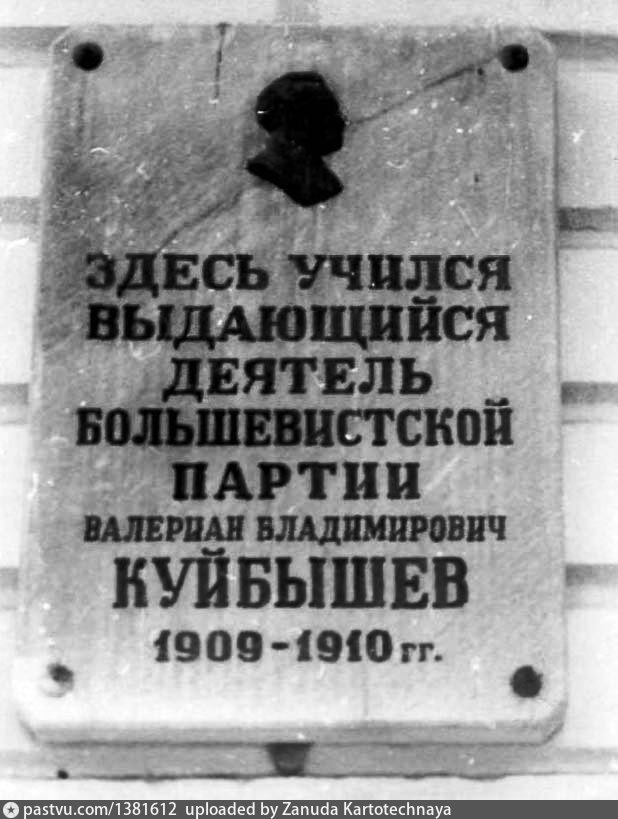 ЗДЕСЬ УЧИЛСЯ
ВЫДАЮЩИЙСЯ
ДЕЯТЕЛЬ
БОЛЬШЕВИСТСКОЙ
ПАРТИИ
ВАЛЕРИАН ВЛАДИМИРОВИЧ
КУЙБЫШЕВ
1909-1910 гг.
pastvu.com/1381612 uploaded by Zanuda Kartotechnaya